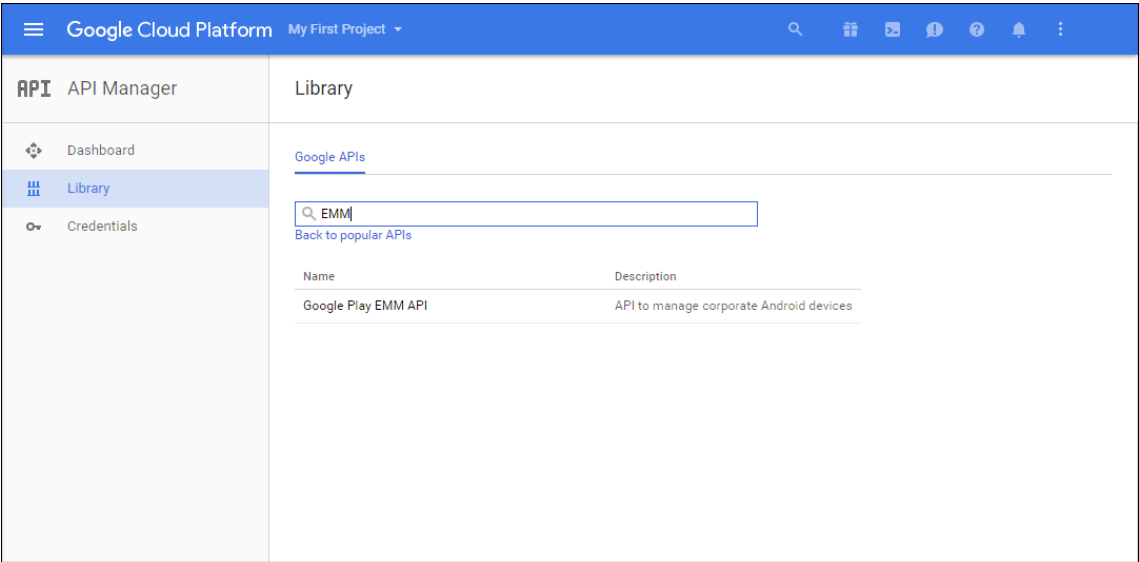 Google Cloud Platform My First Project
API API Manager
Library
Dashboard
Library
Credentials
Google APIs
EMM
Back to popular APIs
Name Description
Google Play EMM API API to manage corporate Android devices